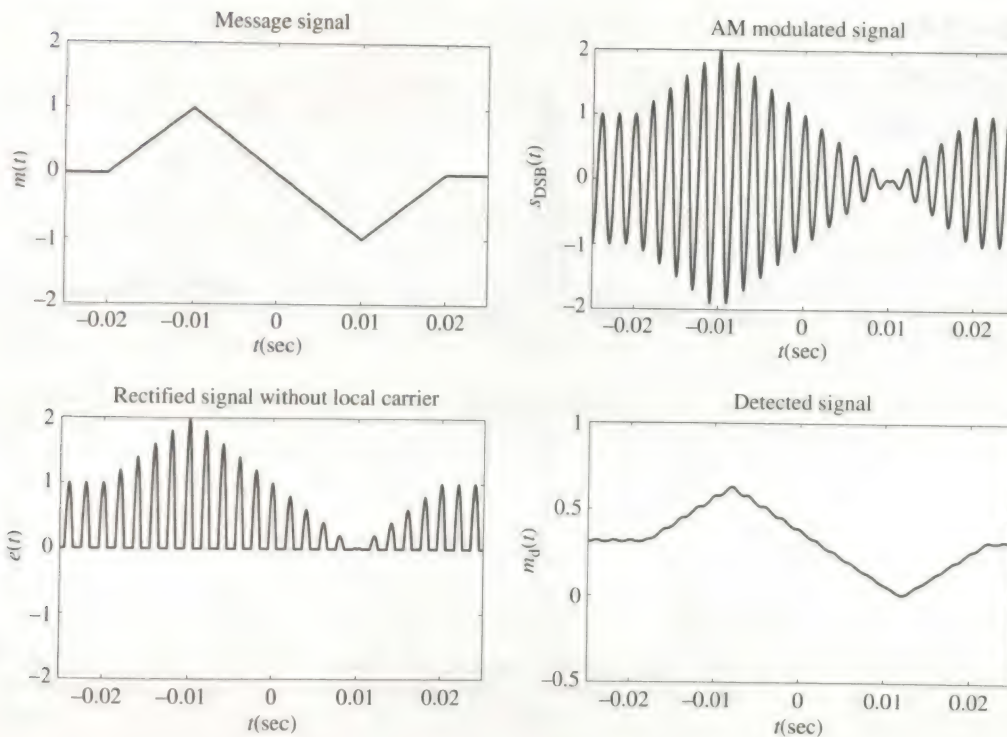 Message signal
2
1
0
−1
−2
m(t)
−0.02 −0.01 0 0.01 0.02
t(sec)
AM modulated signal
2
1
0
−1
−2
s_DSB(t)
−0.02 −0.01 0 0.01 0.02
t(sec)
Rectified signal without local carrier
2
1
0
−1
−2
e(t)
−0.02 −0.01 0 0.01 0.02
t(sec)
Detected signal
1
0.5
0
−0.5
m_d(t)
−0.02 −0.01 0 0.01 0.02
t(sec)